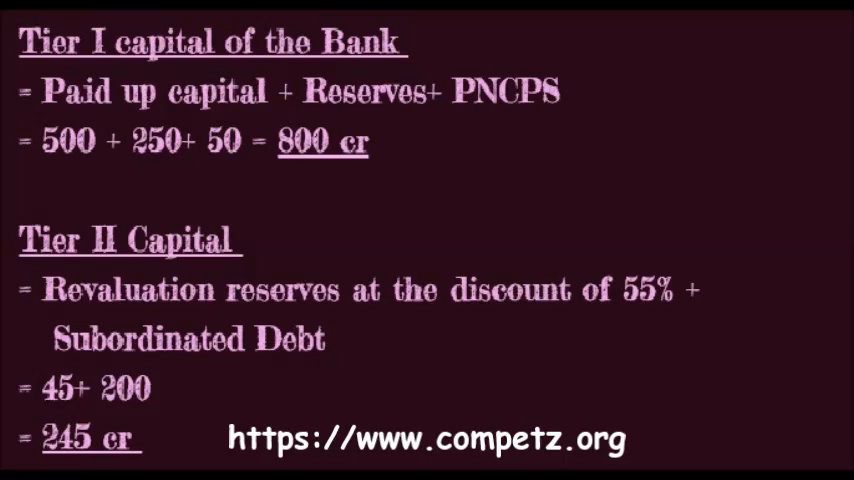 Tier I capital of the Bank
= Paid up capital + Reserves+ PNCPS
= 500 + 250+ 50 = 800 cr
Tier II Capital
= Revaluation reserves at the discount of 55% +
Subordinated Debt
= 45+ 200
= 245 cr
https://www.competz.org